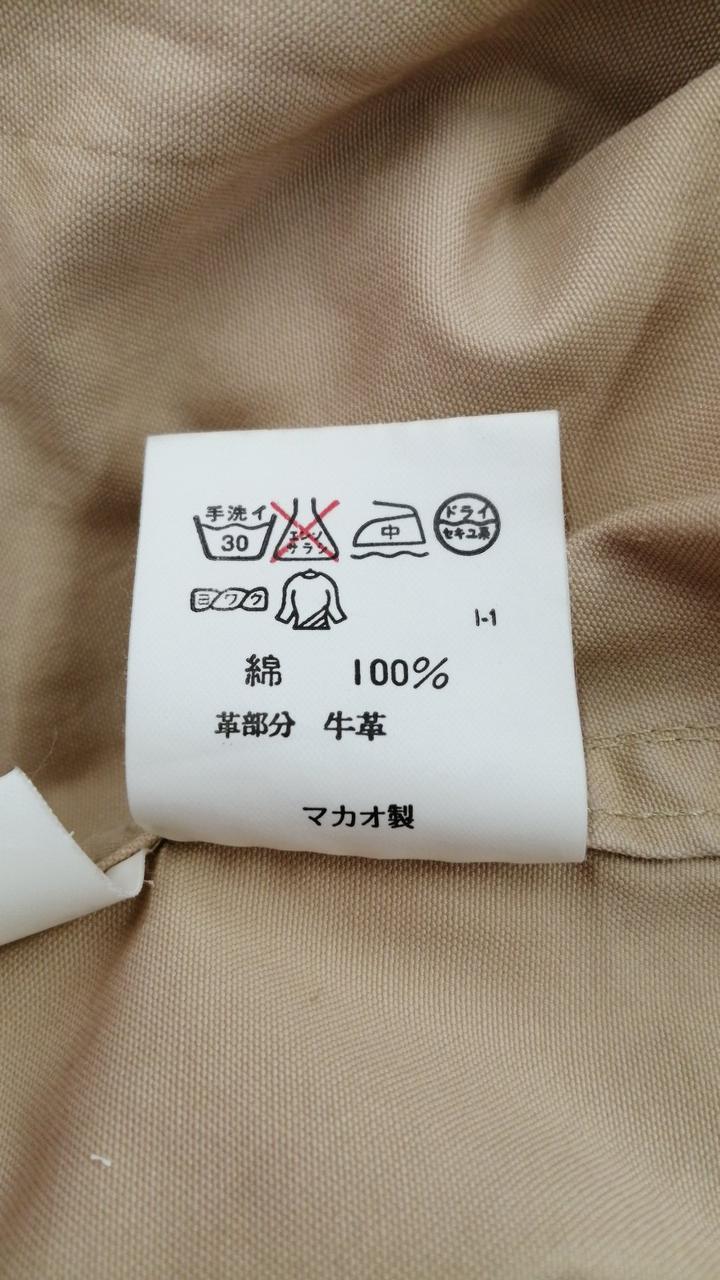 手洗イ 30 エンソサラシ 中 ドライ セキユ系
ヨワク I-1
綿 100%
革部分 牛革
マカオ製